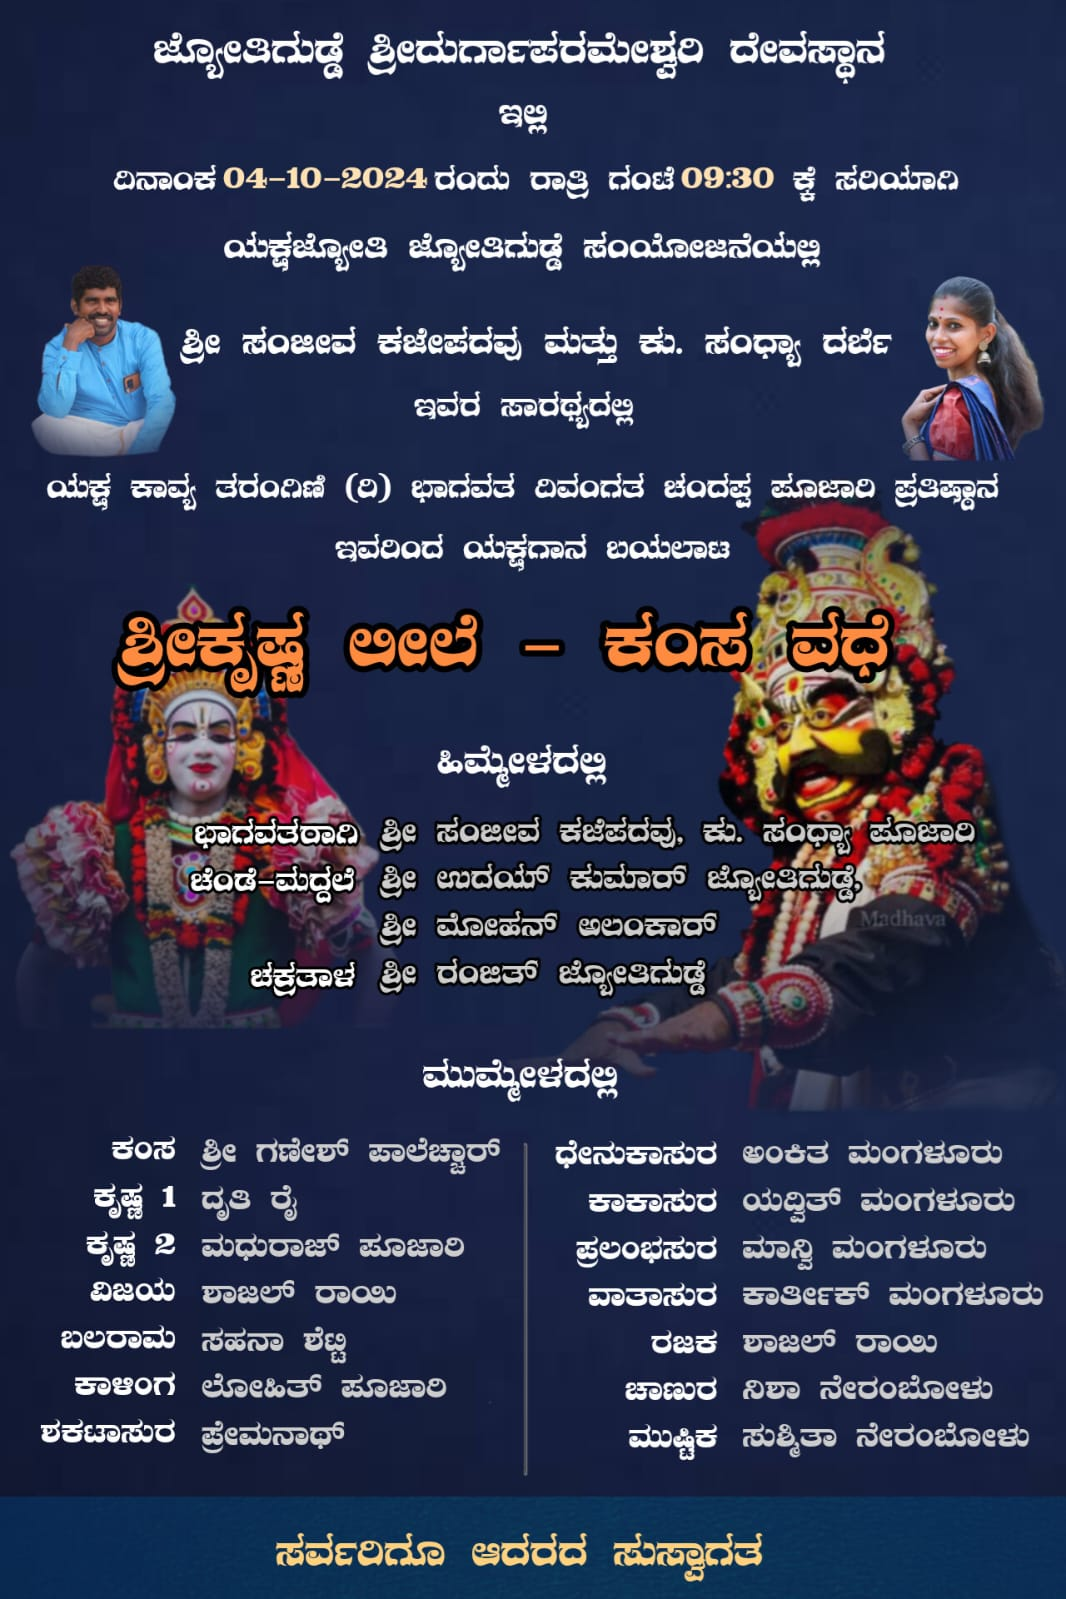 ಜ್ಯೋತಿಗುಡ್ಡೆ ಶ್ರೀದುರ್ಗಾಪರಮೇಶ್ವರಿ ದೇವಸ್ಥಾನ
ಇಲ್ಲಿ
ದಿನಾಂಕ 04-10-2024 ರಂದು ರಾತ್ರಿ ಗಂಟೆ 09:30 ಕ್ಕೆ ಸರಿಯಾಗಿ
ಯಕ್ಷಜ್ಯೋತಿ ಜ್ಯೋತಿಗುಡ್ಡೆ ಸಂಯೋಜನೆಯಲ್ಲಿ
ಶ್ರೀ ಸಂಜೀವ ಕಜೇಪದವು ಮತ್ತು ಕು. ಸಂಧ್ಯಾ ದರ್ಬೆ
ಇವರ ಸಾರಥ್ಯದಲ್ಲಿ
ಯಕ್ಷ ಕಾವ್ಯ ತರಂಗಿಣಿ (ರಿ) ಭಾಗವತ ದಿವಂಗತ ಚಂದಪ್ಪ ಪೂಜಾರಿ ಪ್ರತಿಷ್ಠಾನ
ಇವರಿಂದ ಯಕ್ಷಗಾನ ಬಯಲಾಟ
ಶ್ರೀಕೃಷ್ಣ ಲೀಲೆ - ಕಂಸ ವಧೆ
ಹಿಮ್ಮೇಳದಲ್ಲಿ
ಭಾಗವತರಾಗಿ ಶ್ರೀ ಸಂಜೀವ ಕಜೆಪದವು, ಕು. ಸಂಧ್ಯಾ ಪೂಜಾರಿ
ಚೆಂಡೆ-ಮದ್ದಲೆ ಶ್ರೀ ಉದಯ್ ಕುಮಾರ್ ಜ್ಯೋತಿಗುಡ್ಡೆ,
ಶ್ರೀ ಮೋಹನ್ ಅಲಂಕಾರ್
Madhava
ಚಕ್ರತಾಳ ಶ್ರೀ ರಂಜಿತ್ ಜ್ಯೋತಿಗುಡ್ಡೆ
ಮುಮ್ಮೇಳದಲ್ಲಿ
ಕಂಸ ಶ್ರೀ ಗಣೇಶ್ ಪಾಲೆಚ್ಚಾರ್
ಕೃಷ್ಣ 1 ದೃತಿ ರೈ
ಕೃಷ್ಣ 2 ಮಧುರಾಜ್ ಪೂಜಾರಿ
ವಿಜಯ ಶಾಜಲ್ ರಾಯಿ
ಬಲರಾಮ ಸಹನಾ ಶೆಟ್ಟಿ
ಕಾಳಿಂಗ ಲೋಹಿತ್ ಪೂಜಾರಿ
ಶಕಟಾಸುರ ಪ್ರೇಮನಾಥ್
ಧೇನುಕಾಸುರ ಅಂಕಿತ ಮಂಗಳೂರು
ಕಾಕಾಸುರ ಯದ್ವಿತ್ ಮಂಗಳೂರು
ಪ್ರಲಂಭಸುರ ಮಾನ್ವಿ ಮಂಗಳೂರು
ವಾತಾಸುರ ಕಾರ್ತೀಕ್ ಮಂಗಳೂರು
ರಜಕ ಶಾಜಲ್ ರಾಯಿ
ಚಾಣುರ ನಿಶಾ ನೇರಂಬೋಳು
ಮುಷ್ಟಿಕ ಸುಶ್ಮಿತಾ ನೇರಂಬೋಳು
ಸರ್ವರಿಗೂ ಆದರದ ಸುಸ್ವಾಗತ